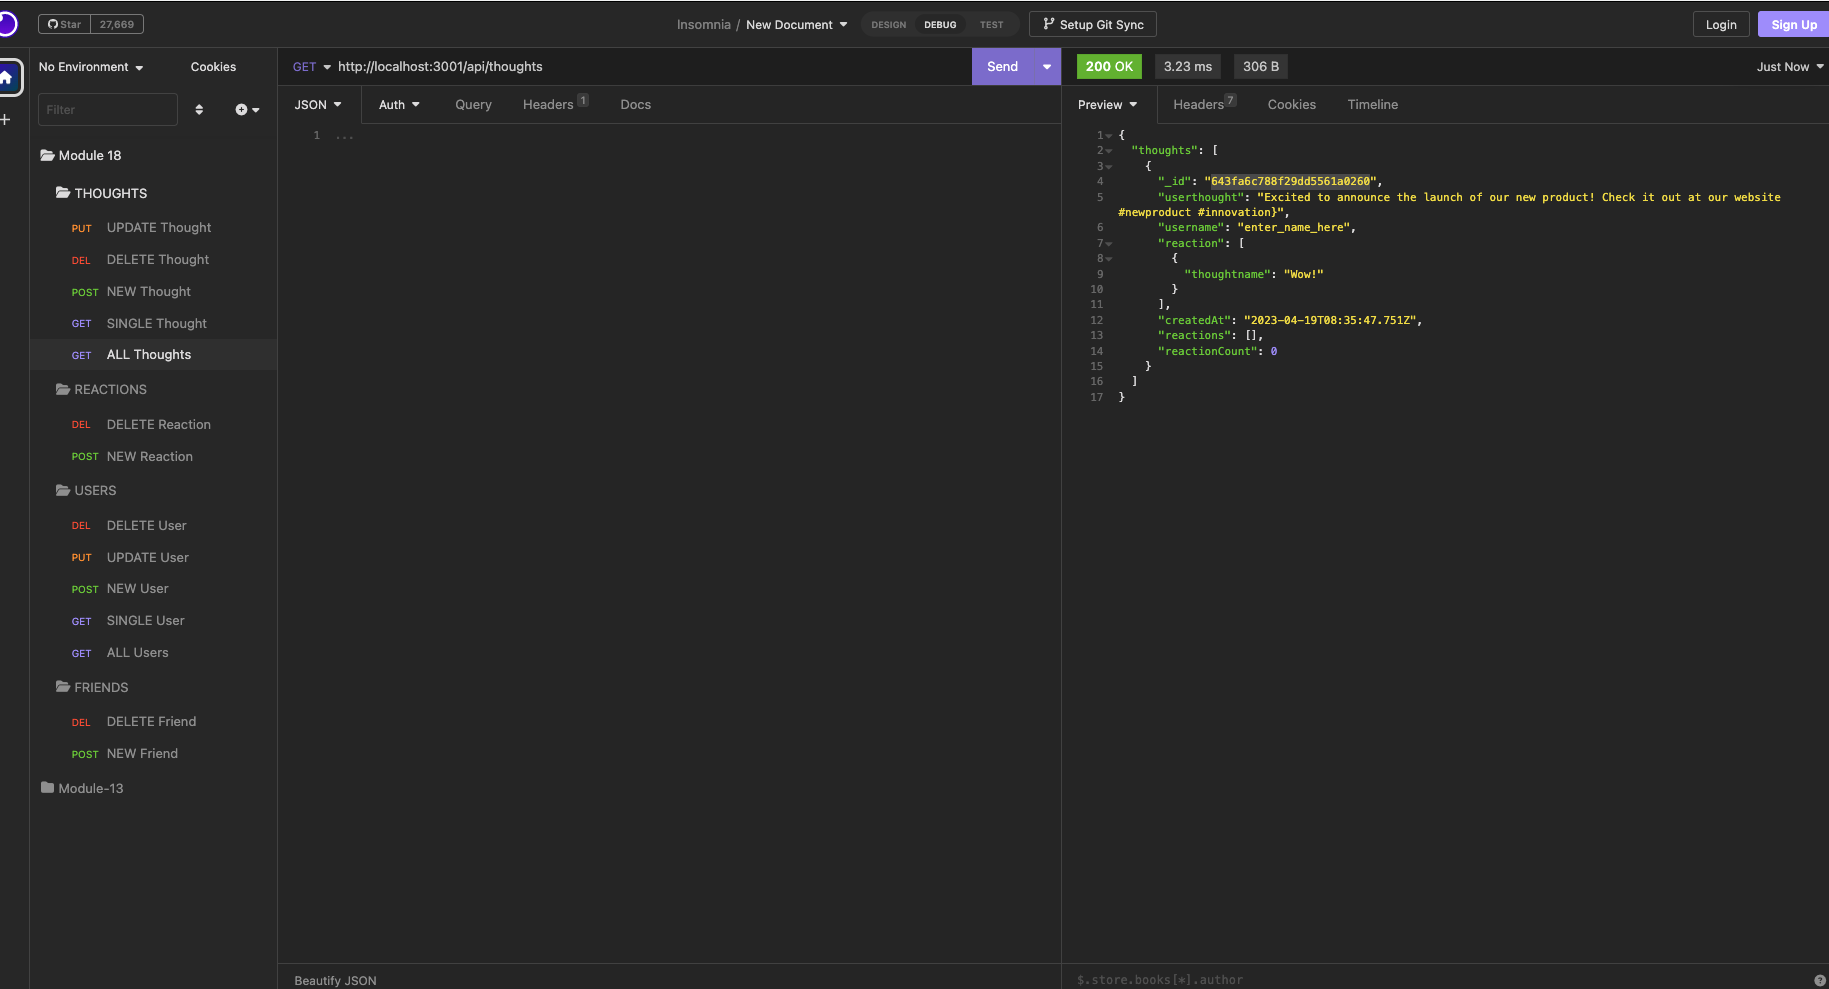 Star 27,669
Insomnia / New Document
DESIGN DEBUG TEST
Setup Git Sync
Login
Sign Up
No Environment
Cookies
Filter
Module 18
THOUGHTS
PUT UPDATE Thought
DEL DELETE Thought
POST NEW Thought
GET SINGLE Thought
GET ALL Thoughts
REACTIONS
DEL DELETE Reaction
POST NEW Reaction
USERS
DEL DELETE User
PUT UPDATE User
POST NEW User
GET SINGLE User
GET ALL Users
FRIENDS
DEL DELETE Friend
POST NEW Friend
Module-13
GET http://localhost:3001/api/thoughts
Send
JSON Auth Query Headers 1 Docs
1 ...
Beautify JSON
200 OK 3.23 ms 306 B
Just Now
Preview Headers 7 Cookies Timeline
1 {
2 "thoughts": [
3 {
4 "_id": "643fa6c788f29dd5561a0260",
5 "userthought": "Excited to announce the launch of our new product! Check it out at our website
#newproduct #innovation}",
6 "username": "enter_name_here",
7 "reaction": [
8 {
9 "thoughtname": "Wow!"
10 }
11 ],
12 "createdAt": "2023-04-19T08:35:47.751Z",
13 "reactions": [],
14 "reactionCount": 0
15 }
16 ]
17 }
$.store.books[*].author
?